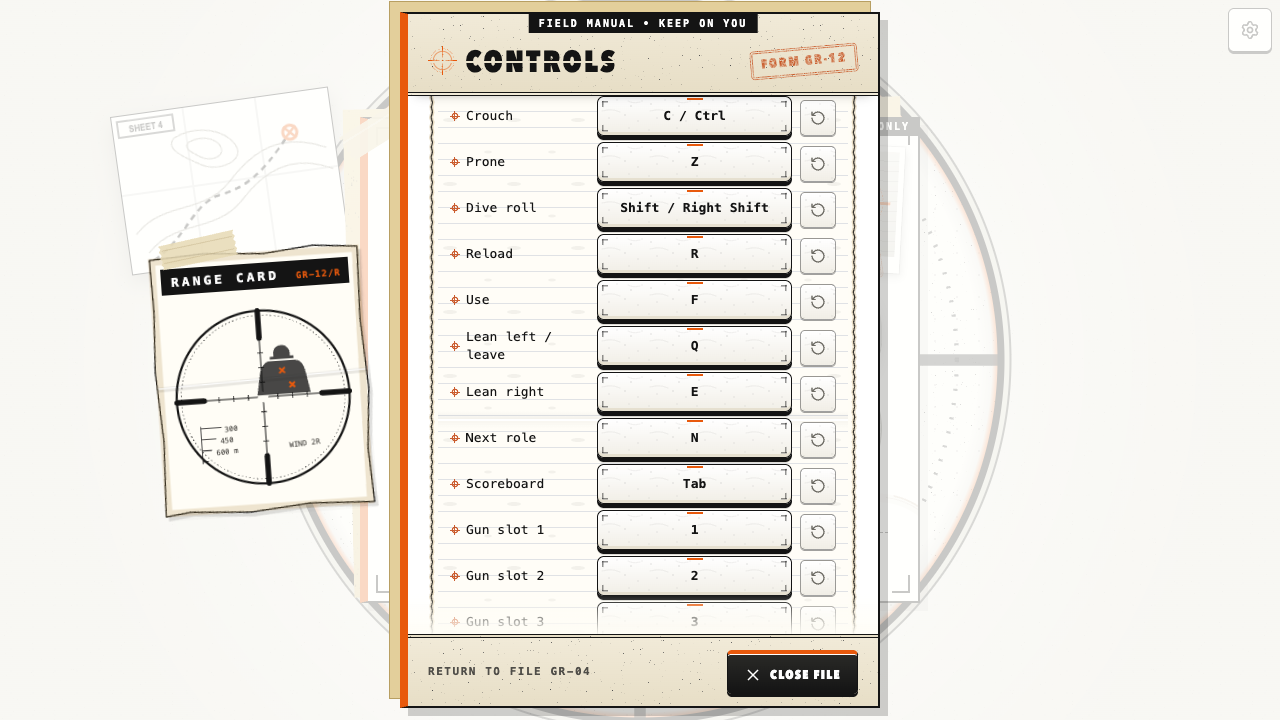 FIELD MANUAL • KEEP ON YOU
CONTROLS
FORM GR-12
Crouch
C / Ctrl
Prone
Z
Dive roll
Shift / Right Shift
Reload
R
Use
F
Lean left /
leave
Q
Lean right
E
Next role
N
Scoreboard
Tab
Gun slot 1
1
Gun slot 2
2
Gun slot 3
3
RETURN TO FILE GR-04
CLOSE FILE
SHEET 4
RANGE CARD
GR-12/R
300
450
600 m
WIND 2R
ONLY